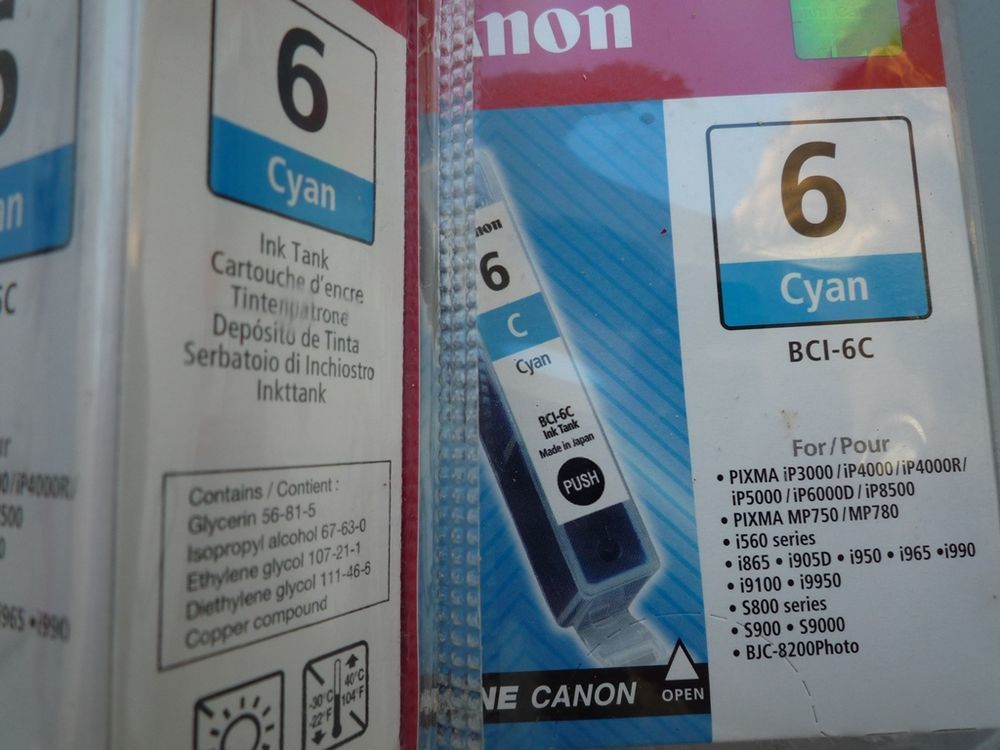 6
Cyan
Ink Tank
Cartouche d'encre
Tintenpatrone
Depósito de Tinta
Serbatoio di Inchiostro
Inkttank
Contains / Contient :
Glycerin 56-81-5
Isopropyl alcohol 67-63-0
Ethylene glycol 107-21-1
Diethylene glycol 111-46-6
Copper compound
-30°C
-22°F
40°C
104°F
non
non
6
C
Cyan
BCI-6C
Ink Tank
Made in Japan
PUSH
NE CANON
OPEN
6
Cyan
BCI-6C
For/Pour
• PIXMA iP3000/iP4000/iP4000R/
iP5000/iP6000D/iP8500
• PIXMA MP750/MP780
• i560 series
• i865 • i905D • i950 • i965 •i990
• i9100 • i9950
• S800 series
• S900 • S9000
• BJC-8200Photo